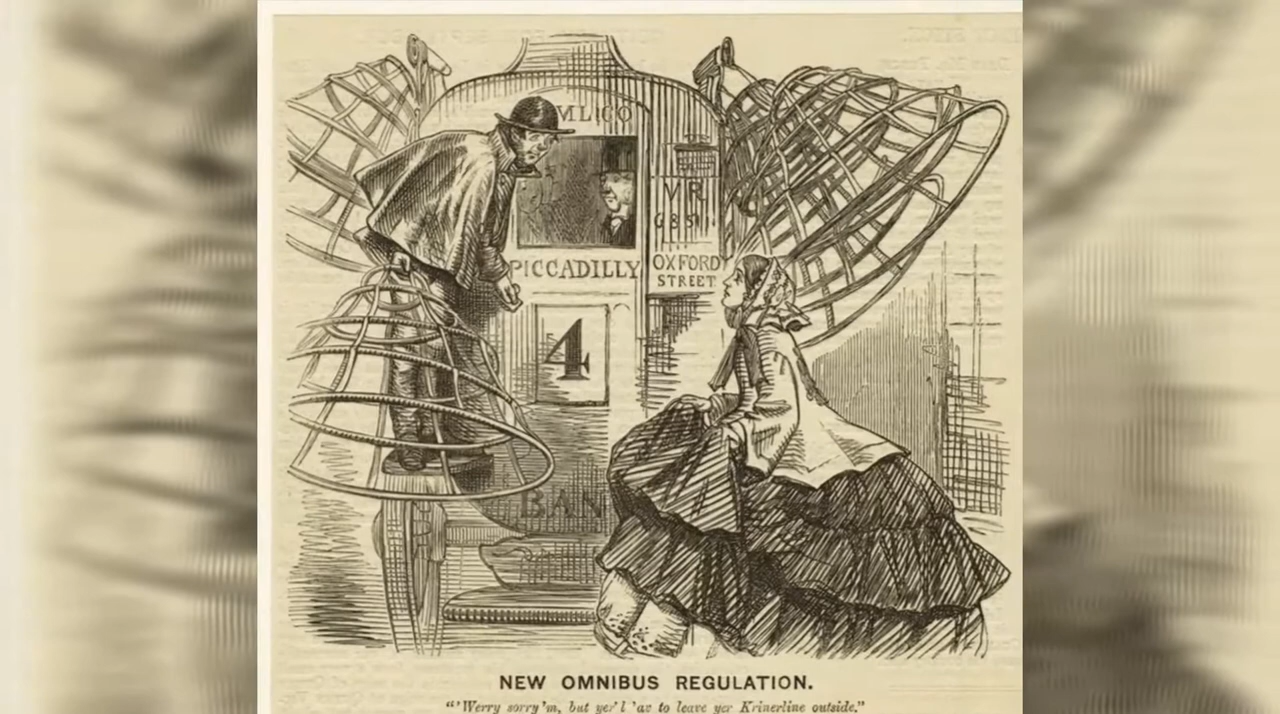 MLICO
VR
PICCADILLY
OXFORD
STREET
4
BAN
NEW OMNIBUS REGULATION.
"'Werry sorry'm, but yer'l 'av to leave yer Krinerline outside."